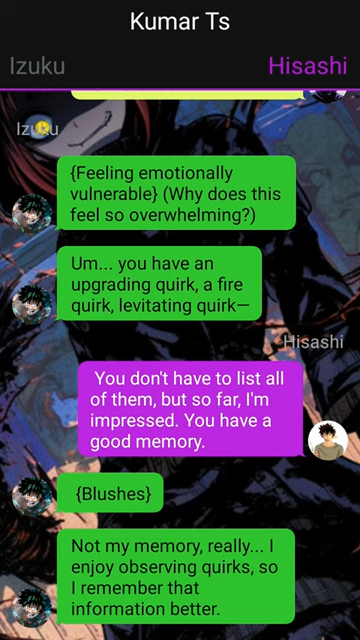 Kumar Ts
Izuku
Hisashi
Izuku
{Feeling emotionally
vulnerable} (Why does this
feel so overwhelming?)
Um... you have an
upgrading quirk, a fire
quirk, levitating quirk—
Hisashi
You don't have to list all
of them, but so far, I'm
impressed. You have a
good memory.
{Blushes}
Not my memory, really... I
enjoy observing quirks, so
I remember that
information better.